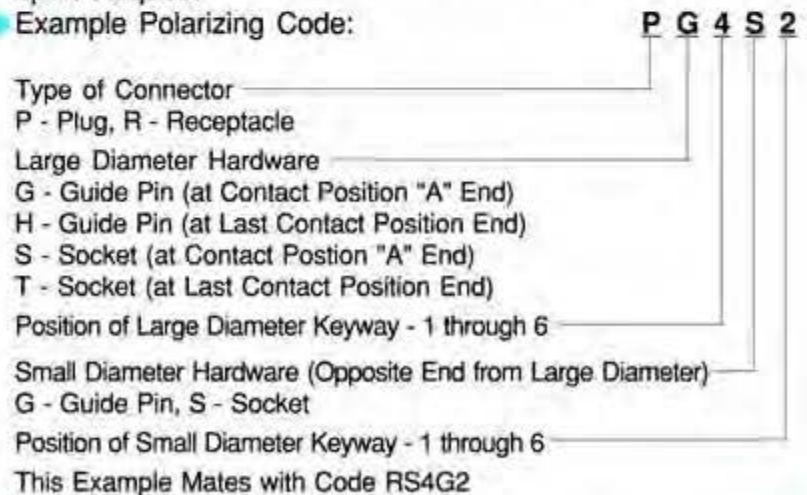 Example Polarizing Code: P G 4 S 2
Type of Connector
P - Plug, R - Receptacle
Large Diameter Hardware
G - Guide Pin (at Contact Position "A" End)
H - Guide Pin (at Last Contact Position End)
S - Socket (at Contact Postion "A" End)
T - Socket (at Last Contact Position End)
Position of Large Diameter Keyway - 1 through 6
Small Diameter Hardware (Opposite End from Large Diameter)
G - Guide Pin, S - Socket
Position of Small Diameter Keyway - 1 through 6
This Example Mates with Code RS4G2